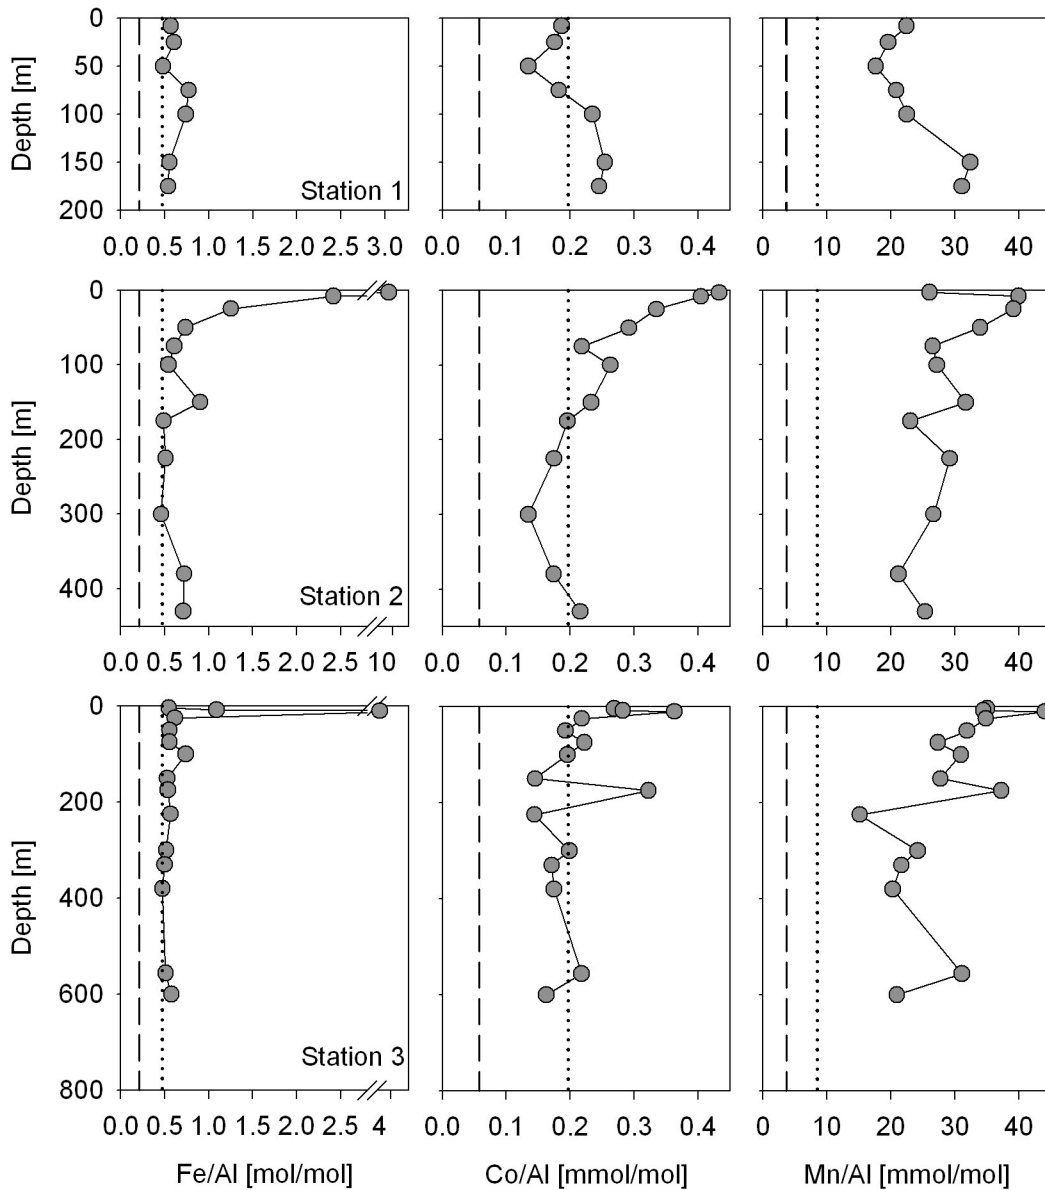 0
50
100
150
200
Depth [m]
Station 1
0.0 0.5 1.0 1.5 2.0 2.5 3.0
0.0 0.1 0.2 0.3 0.4
0 10 20 30 40
0
100
200
300
400
Depth [m]
Station 2
0.0 0.5 1.0 1.5 2.0 2.5 10
0.0 0.1 0.2 0.3 0.4
0 10 20 30 40
0
200
400
600
800
Depth [m]
Station 3
0.0 0.5 1.0 1.5 2.0 2.5 4
0.0 0.1 0.2 0.3 0.4
0 10 20 30 40
Fe/Al [mol/mol]
Co/Al [mmol/mol]
Mn/Al [mmol/mol]